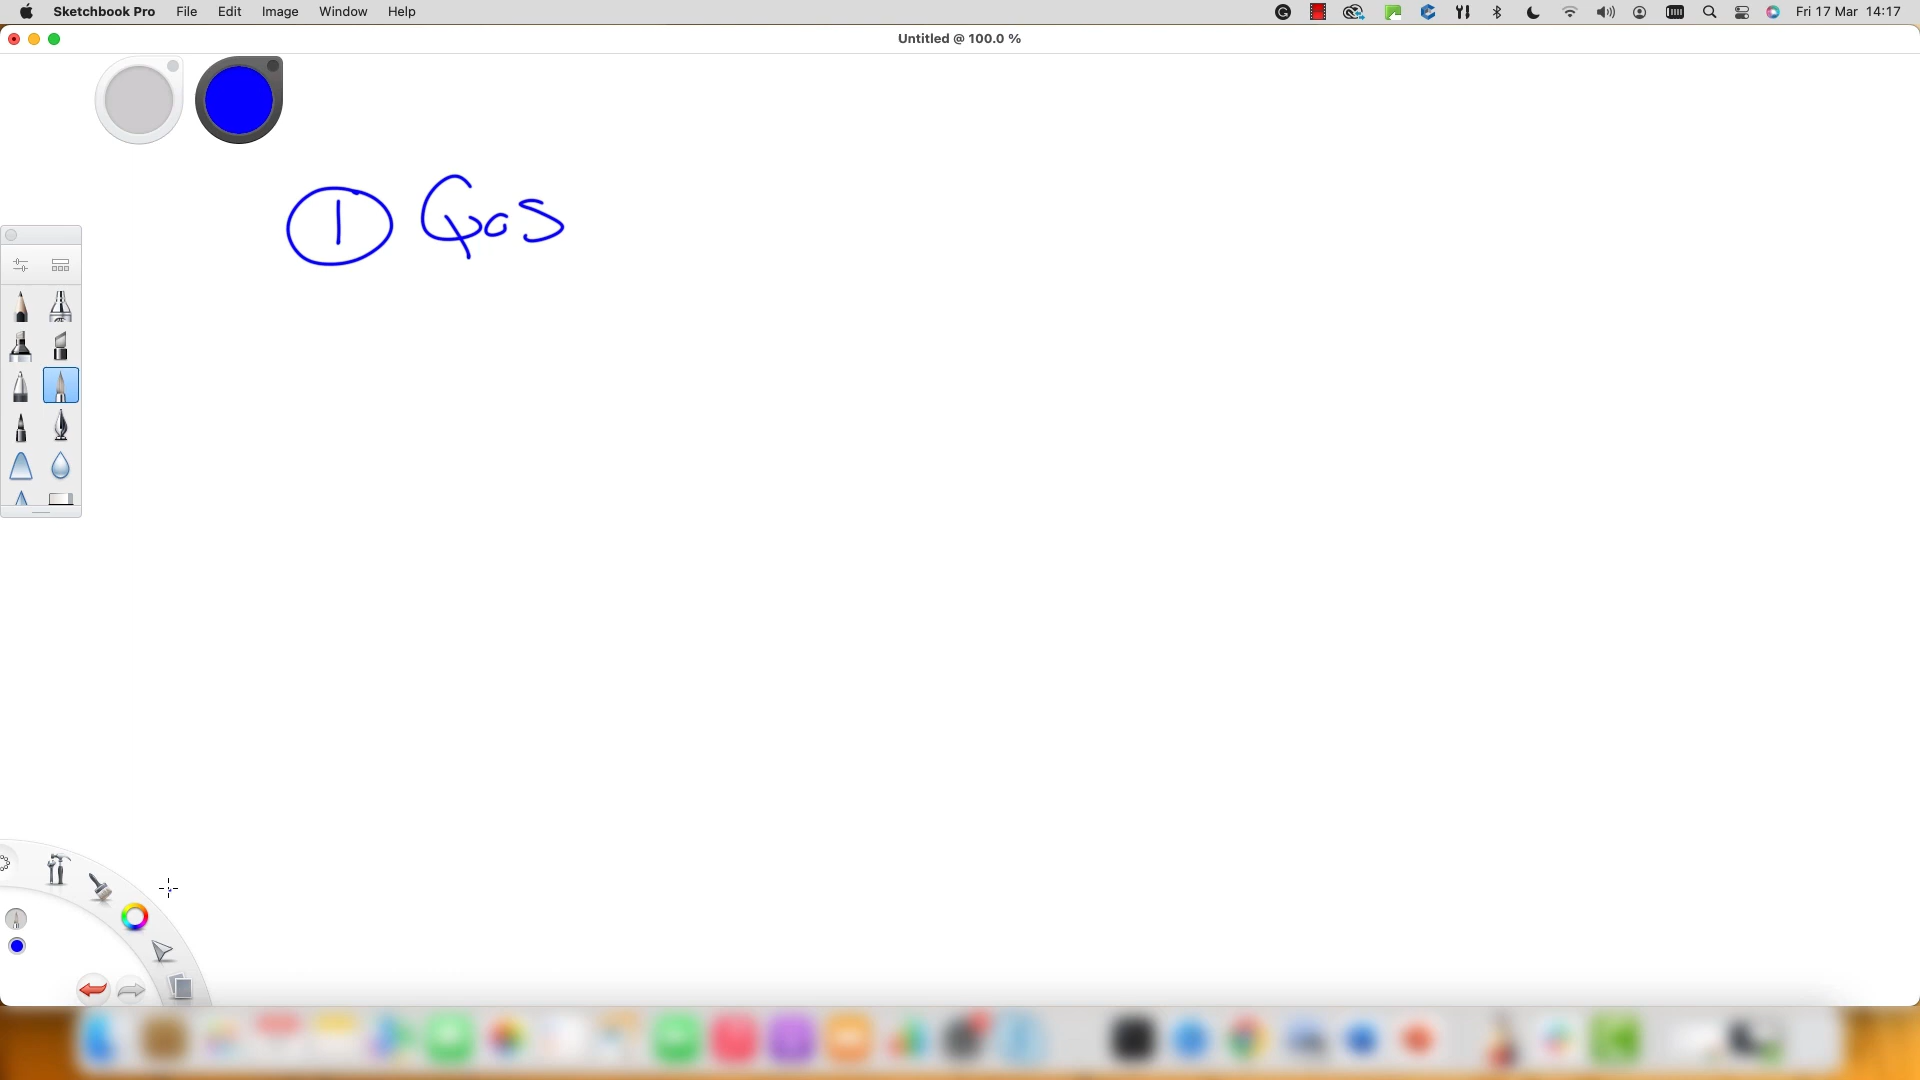 Sketchbook Pro File Edit Image Window Help Fri 17 Mar 14:17
Untitled @ 100.0 %
1 QoS